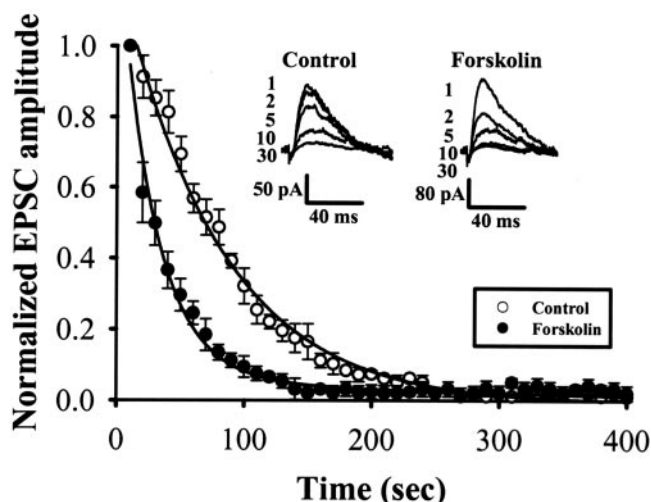 Normalized EPSC amplitude
1.0
0.8
0.6
0.4
0.2
0.0
0
100
200
300
400
Time (sec)
Control
1
2
5
10
30
50 pA
40 ms
Forskolin
1
2
5
10
30
80 pA
40 ms
Control
Forskolin